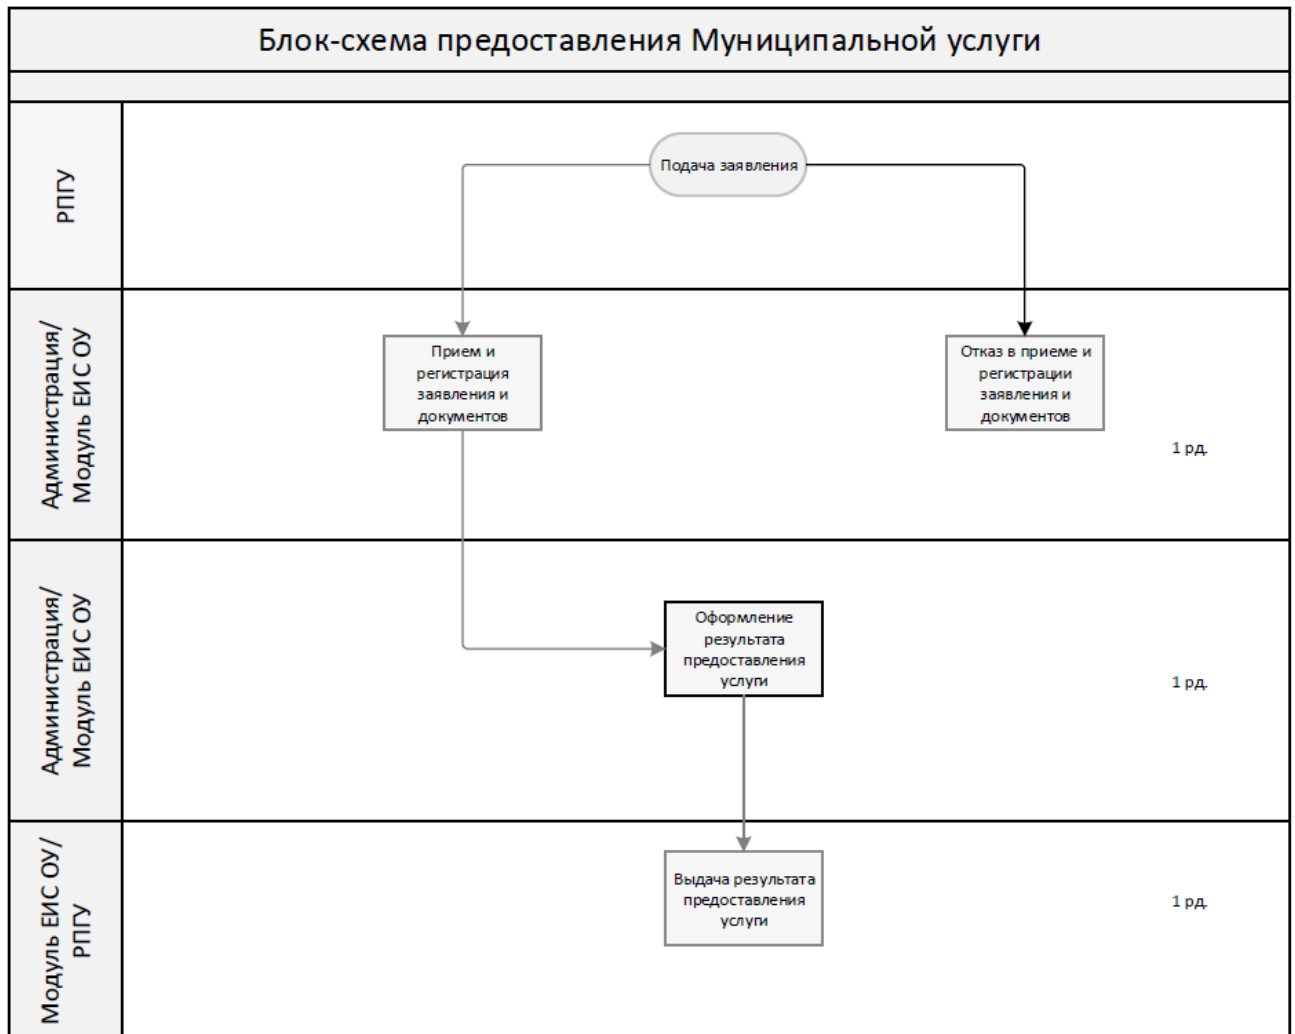 Блок-схема предоставления Муниципальной услуги
РПГУ
Подача заявления
Администрация/
Модуль ЕИС ОУ
Прием и
регистрация
заявления и
документов
Отказ в приеме и
регистрации
заявления и
документов
1 рд.
Администрация/
Модуль ЕИС ОУ
Оформление
результата
предоставления
услуги
1 рд.
Модуль ЕИС ОУ/
РПГУ
Выдача результата
предоставления
услуги
1 рд.